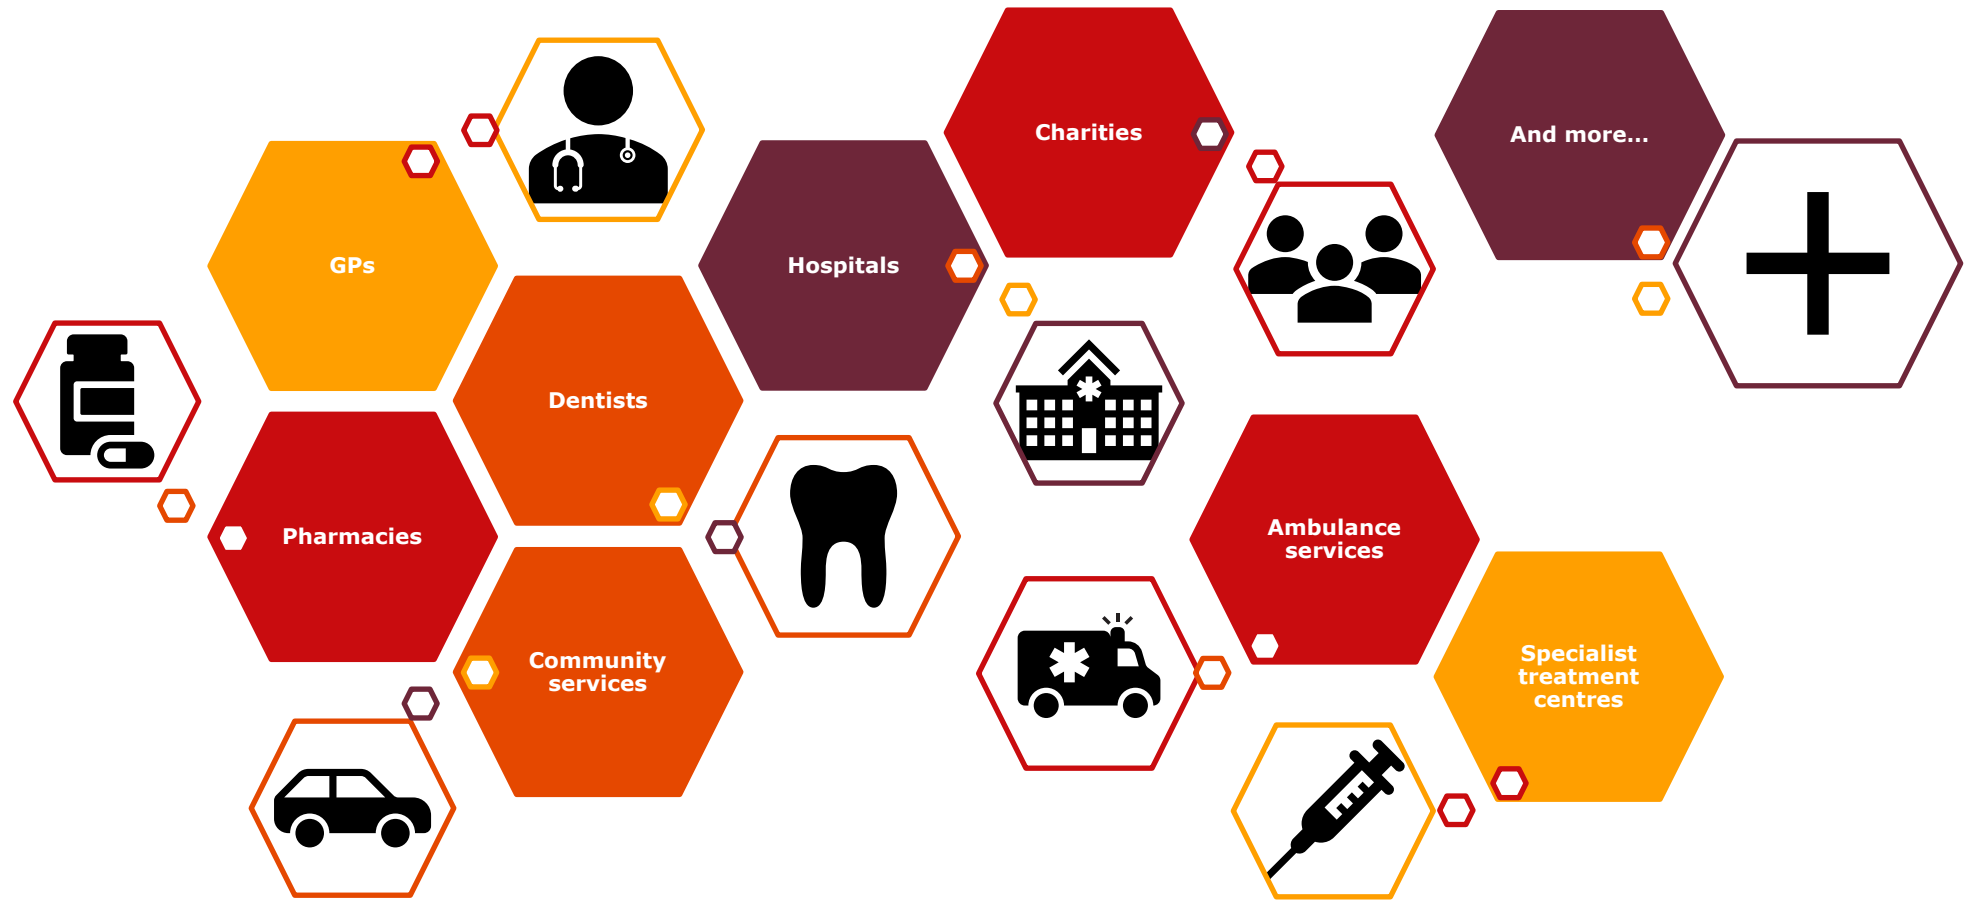 Charities
And more...
GPs
Hospitals
Dentists
Pharmacies
Ambulance
services
Community
services
Specialist
treatment
centres